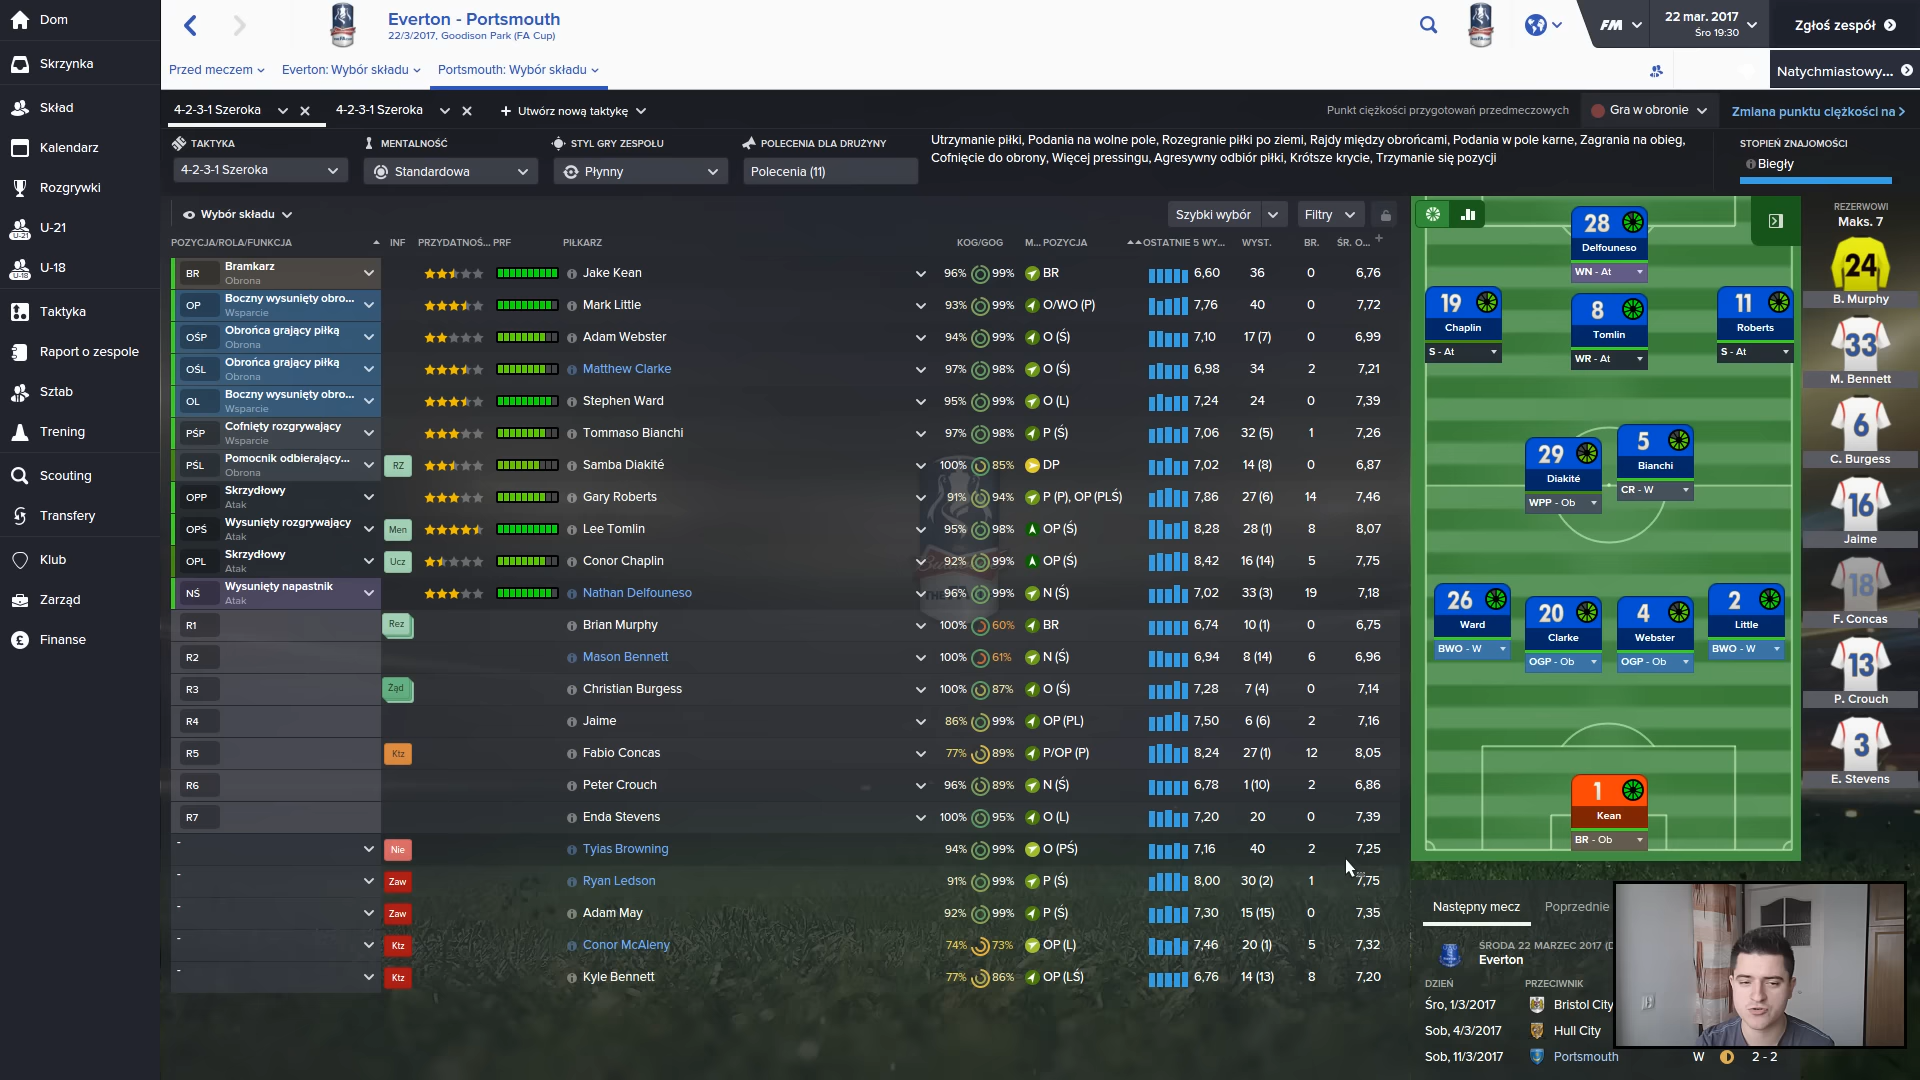 Dom
Skrzynka
Skład
Kalendarz
Rozgrywki
U-21
U-18
Taktyka
Raport o zespole
Sztab
Trening
Scouting
Transfery
Klub
Zarząd
Finanse
Everton - Portsmouth
22/3/2017, Goodison Park (FA Cup)
FM
22 mar. 2017
Śro 19:30
Zgłoś zespół
Przed meczem
Everton: Wybór składu
Portsmouth: Wybór składu
Natychmiastowy...
4-2-3-1 Szeroka
4-2-3-1 Szeroka
Utwórz nową taktykę
Punkt ciężkości przygotowań przedmeczowych
Gra w obronie
Zmiana punktu ciężkości na >
TAKTYKA
4-2-3-1 Szeroka
MENTALNOŚĆ
Standardowa
STYL GRY ZESPOŁU
Płynny
POLECENIA DLA DRUŻYNY
Polecenia (11)
Utrzymanie piłki, Podania na wolne pole, Rozegranie piłki po ziemi, Rajdy między obrońcami, Podania w pole karne, Zagrania na obieg,
Cofnięcie do obrony, Więcej pressingu, Agresywny odbiór piłki, Krótsze krycie, Trzymanie się pozycji
STOPIEŃ ZNAJOMOŚCI
Biegły
Wybór składu
Szybki wybór
Filtry
POZYCJA/ROLA/FUNKCJA INF PRZYDATNOŚ... PRF PIŁKARZ KOG/GOG M... POZYCJA OSTATNIE 5 WY... WYST. BR. ŚR. O... +
BR Bramkarz Obrona Jake Kean 96% 99% BR 6,60 36 0 6,76
OP Boczny wysunięty obro... Wsparcie Mark Little 93% 99% O/WO (P) 7,76 40 0 7,72
OŚP Obrońca grający piłką Obrona Adam Webster 94% 99% O (Ś) 7,10 17 (7) 0 6,99
OŚL Obrońca grający piłką Obrona Matthew Clarke 97% 98% O (Ś) 6,98 34 2 7,21
OL Boczny wysunięty obro... Wsparcie Stephen Ward 95% 99% O (L) 7,24 24 0 7,39
PŚP Cofnięty rozgrywający Wsparcie Tommaso Bianchi 97% 98% P (Ś) 7,06 32 (5) 1 7,26
PŚL Pomocnik odbierający... Obrona RZ Samba Diakité 100% 85% DP 7,02 14 (8) 0 6,87
OPP Skrzydłowy Atak Gary Roberts 91% 94% P (P), OP (PLŚ) 7,86 27 (6) 14 7,46
OPŚ Wysunięty rozgrywający Atak Men Lee Tomlin 95% 98% OP (Ś) 8,28 28 (1) 8 8,07
OPL Skrzydłowy Atak Ucz Conor Chaplin 92% 99% OP (Ś) 8,42 16 (14) 5 7,75
NŚ Wysunięty napastnik Atak Nathan Delfouneso 96% 99% N (Ś) 7,02 33 (3) 19 7,18
R1 Rez Brian Murphy 100% 60% BR 6,74 10 (1) 0 6,75
R2 Mason Bennett 100% 61% N (Ś) 6,94 8 (14) 6 6,96
R3 Żąd Christian Burgess 100% 87% O (Ś) 7,28 7 (4) 0 7,14
R4 Jaime 86% 99% OP (PL) 7,50 6 (6) 2 7,16
R5 Ktz Fabio Concas 77% 89% P/OP (P) 8,24 27 (1) 12 8,05
R6 Peter Crouch 96% 89% N (Ś) 6,78 1 (10) 2 6,86
R7 Enda Stevens 100% 95% O (L) 7,20 20 0 7,39
- Nie Tyias Browning 94% 99% O (PŚ) 7,16 40 2 7,25
- Zaw Ryan Ledson 91% 99% P (Ś) 8,00 30 (2) 1 7,75
- Zaw Adam May 92% 99% P (Ś) 7,30 15 (15) 0 7,35
- Ktz Conor McAleny 74% 73% OP (L) 7,46 20 (1) 5 7,32
- Ktz Kyle Bennett 77% 86% OP (LŚ) 6,76 14 (13) 8 7,20
28
Delfouneso
WN - At
19 8 11
Chaplin Tomlin Roberts
S - At WR - At S - At
29 5
Diakité Bianchi
WPP - Ob CR - W
26 20 4 2
Ward Clarke Webster Little
BWO - W OGP - Ob OGP - Ob BWO - W
1
Kean
BR - Ob
REZERWOWI
Maks. 7
24
B. Murphy
33
M. Bennett
6
C. Burgess
16
Jaime
18
F. Concas
13
P. Crouch
3
E. Stevens
Następny mecz
Poprzednie
ŚRODA 22 MARZEC 2017 (D
Everton
DZIEŃ PRZECIWNIK
Śro, 1/3/2017 Bristol City
Sob, 4/3/2017 Hull City
Sob, 11/3/2017 Portsmouth W 2 - 2